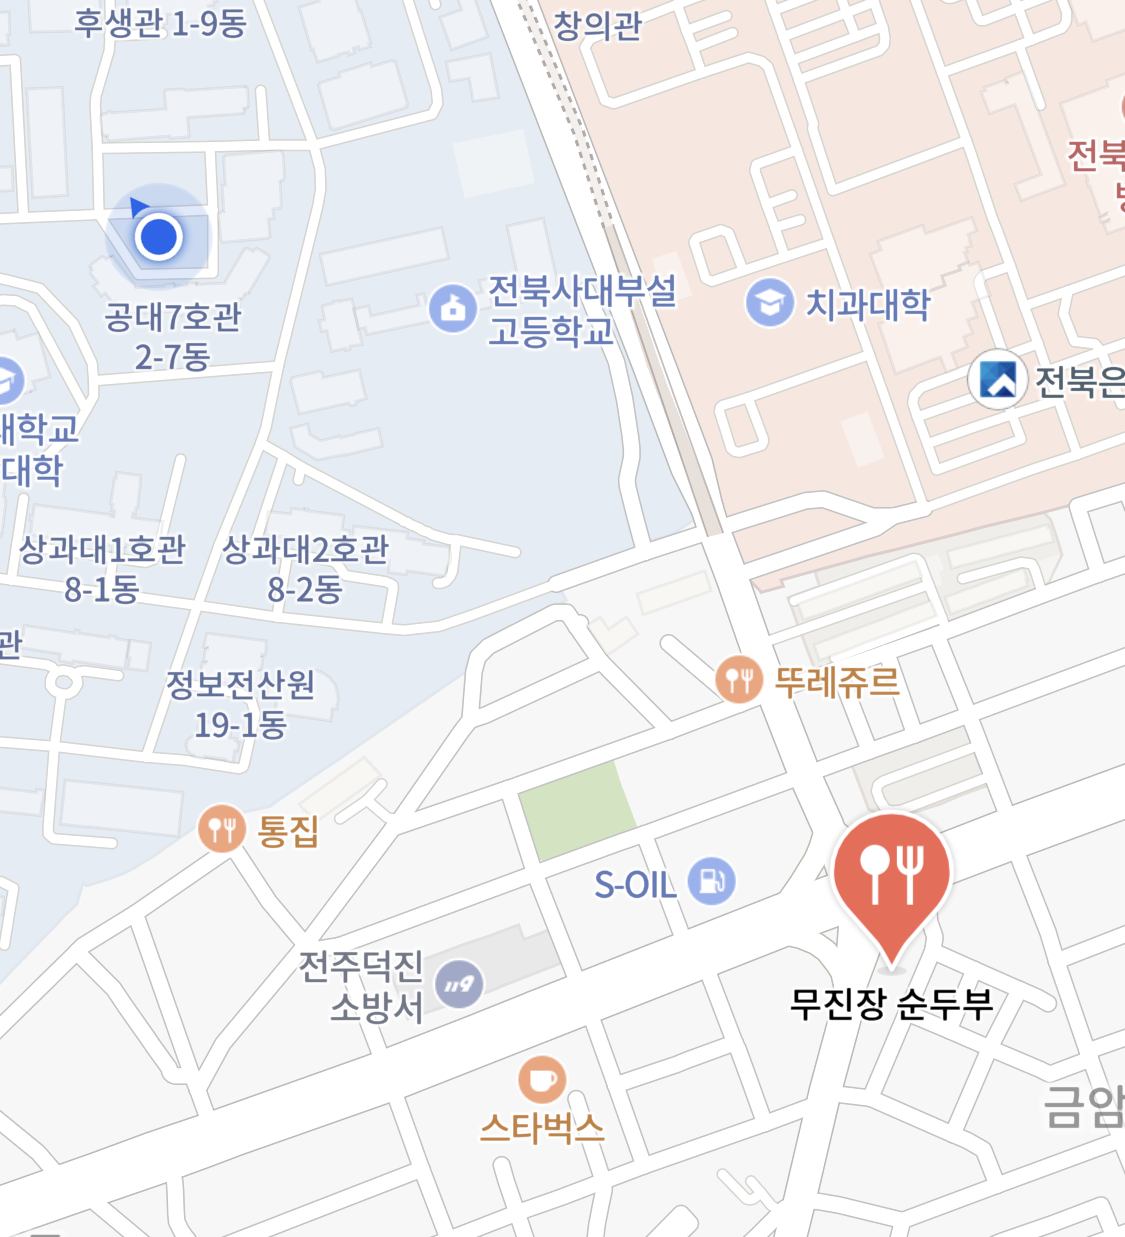 후생관 1-9동
창의관
전북
병
전북사대부설
고등학교
치과대학
공대7호관
2-7동
전북은
대학교
대학
상과대1호관
8-1동
상과대2호관
8-2동
관
정보전산원
19-1동
뚜레쥬르
통집
S-OIL
전주덕진
소방서
119
무진장 순두부
스타벅스
금암